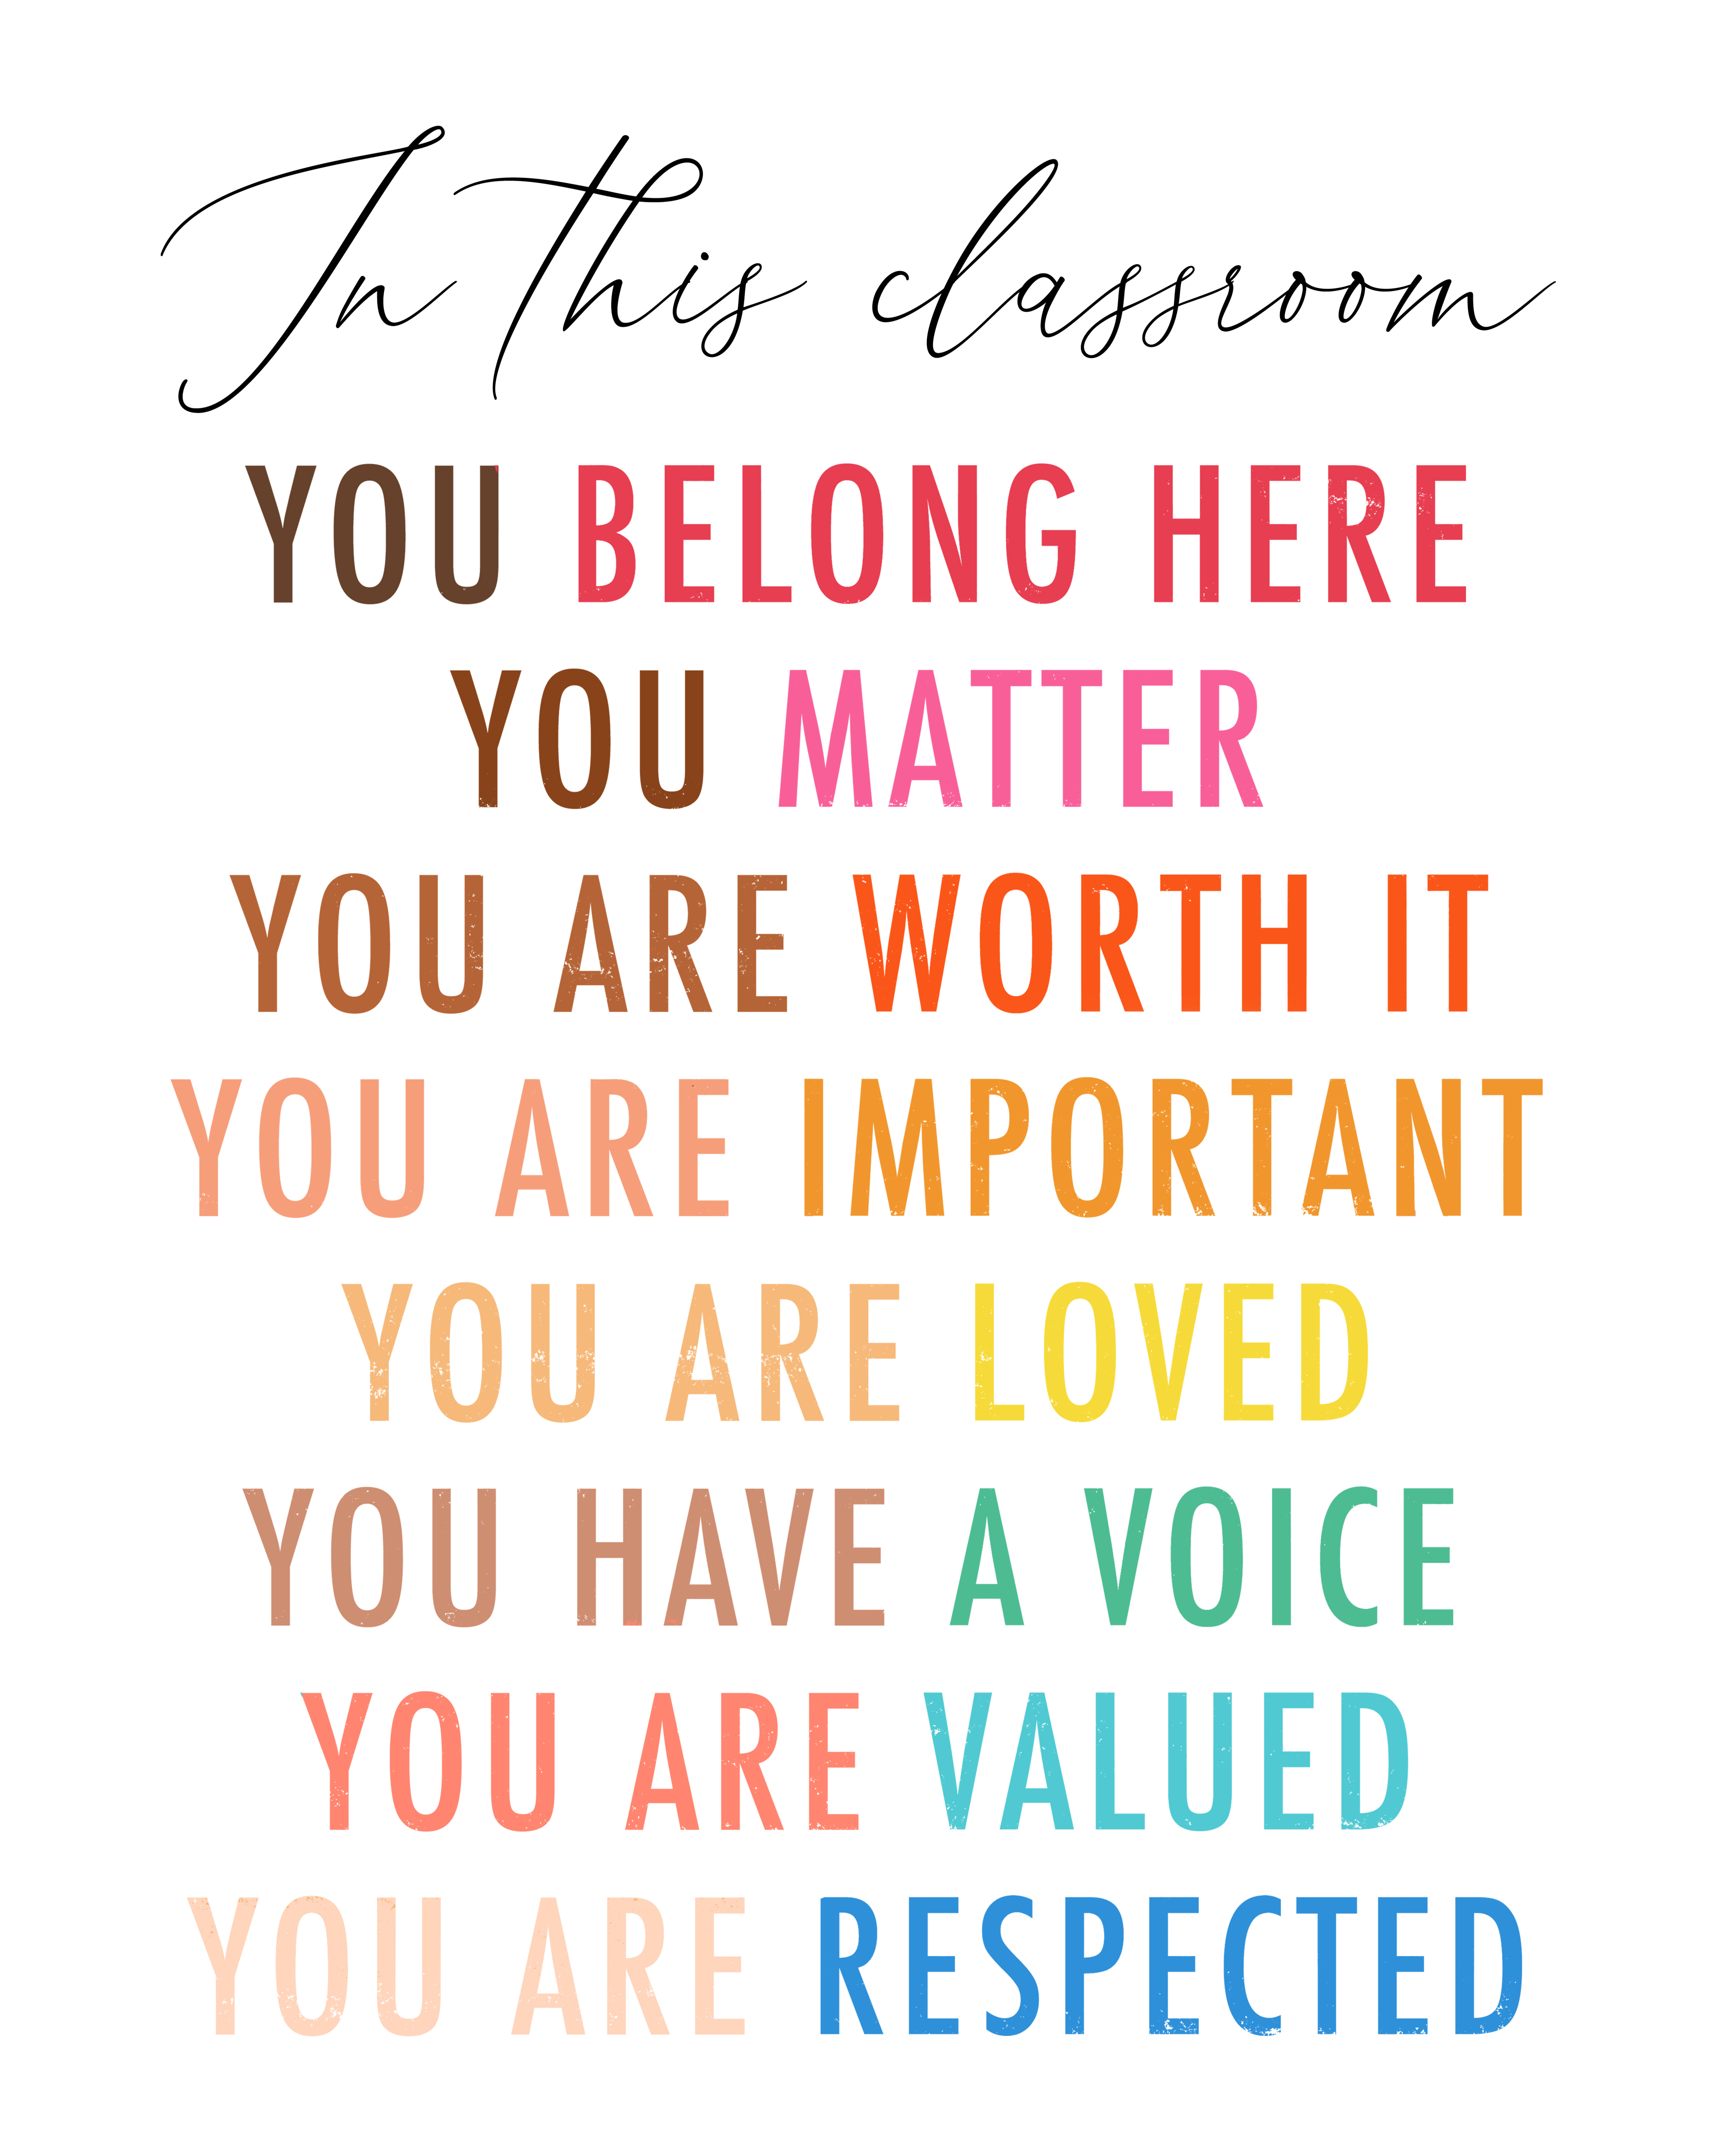 In this classroom
YOU BELONG HERE
YOU MATTER
YOU ARE WORTH IT
YOU ARE IMPORTANT
YOU ARE LOVED
YOU HAVE A VOICE
YOU ARE VALUED
YOU ARE RESPECTED